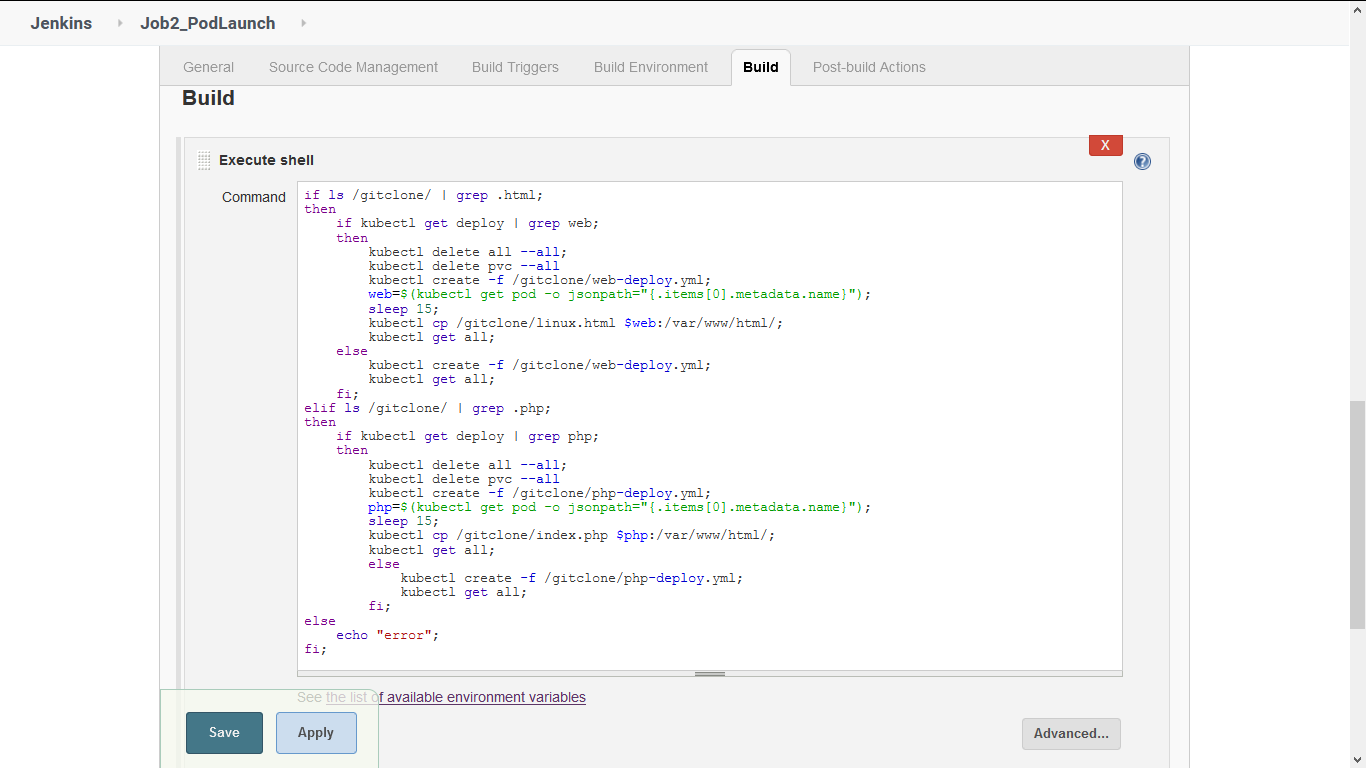 Jenkins
Job2_PodLaunch
General Source Code Management Build Triggers Build Environment Build Post-build Actions
Build
X
Execute shell
?
Command
if ls /gitclone/ | grep .html;
then
    if kubectl get deploy | grep web;
    then
        kubectl delete all --all;
        kubectl delete pvc --all
        kubectl create -f /gitclone/web-deploy.yml;
        web=$(kubectl get pod -o jsonpath="{.items[0].metadata.name}");
        sleep 15;
        kubectl cp /gitclone/linux.html $web:/var/www/html/;
        kubectl get all;
    else
        kubectl create -f /gitclone/web-deploy.yml;
        kubectl get all;
    fi;
elif ls /gitclone/ | grep .php;
then
    if kubectl get deploy | grep php;
    then
        kubectl delete all --all;
        kubectl delete pvc --all
        kubectl create -f /gitclone/php-deploy.yml;
        php=$(kubectl get pod -o jsonpath="{.items[0].metadata.name}");
        sleep 15;
        kubectl cp /gitclone/index.php $php:/var/www/html/;
        kubectl get all;
        else
            kubectl create -f /gitclone/php-deploy.yml;
            kubectl get all;
        fi;
else
    echo "error";
fi;
See the list of available environment variables
Save Apply Advanced...